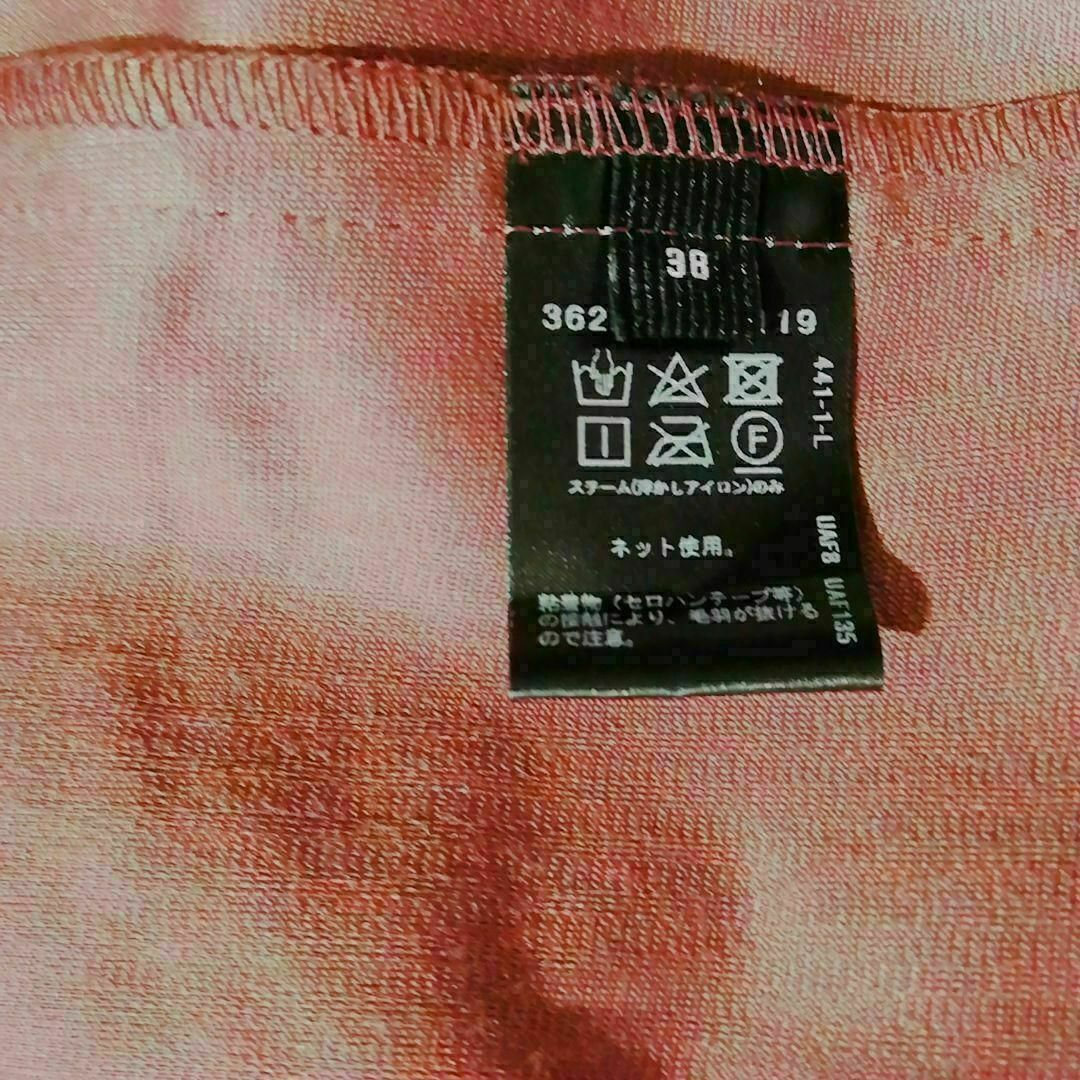 38
362 119
441-1-L
F
スチーム(浮かしアイロン)のみ
ネット使用。
UAF8 UAF135
粘着物(セロハンテープ等)
の接触により、毛羽が抜ける
ので注意。